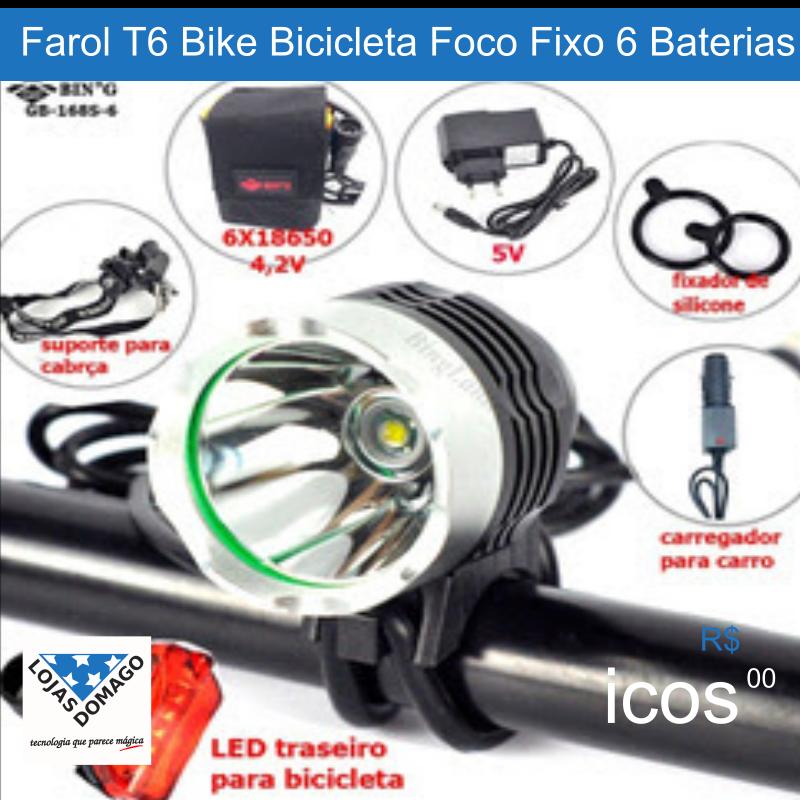 Farol T6 Bike Bicicleta Foco Fixo 6 Baterias
BIN'G
GB-168S-6
6X18650
4,2V
5V
fixador de
silicone
suporte para
cabrça
carregador
para carro
R$
icos 00
LOJAS
DOMAGO
tecnologia que parece mágica
LED traseiro
para bicicleta